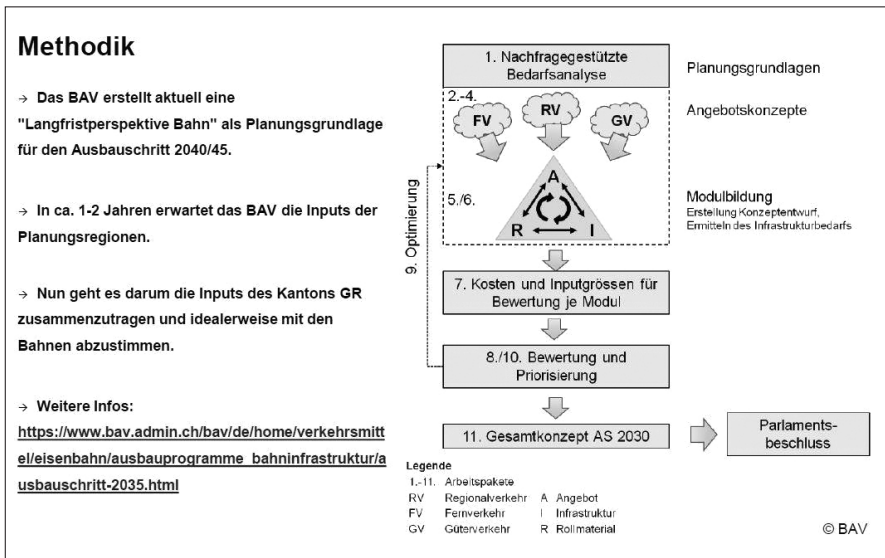 Methodik
→ Das BAV erstellt aktuell eine
"Langfristperspektive Bahn" als Planungsgrundlage
für den Ausbauschritt 2040/45.
→ In ca. 1-2 Jahren erwartet das BAV die Inputs der
Planungsregionen.
→ Nun geht es darum die Inputs des Kantons GR
zusammenzutragen und idealerweise mit den
Bahnen abzustimmen.
→ Weitere Infos:
https://www.bav.admin.ch/bav/de/home/verkehrsmitt
el/eisenbahn/ausbauprogramme_bahninfrastruktur/a
usbauschritt-2035.html
1. Nachfragegestützte
Bedarfsanalyse
Planungsgrundlagen
2.-4.
FV
RV
GV
Angebotskonzepte
9. Optimierung
5./6.
A
R
I
Modulbildung
Erstellung Konzeptentwurf,
Ermitteln des Infrastrukturbedarfs
7. Kosten und Inputgrössen für
Bewertung je Modul
8./10. Bewertung und
Priorisierung
11. Gesamtkonzept AS 2030
Parlaments-
beschluss
Legende
1.-11. Arbeitspakete
RV Regionalverkehr A Angebot
FV Fernverkehr I Infrastruktur
GV Güterverkehr R Rollmaterial
© BAV